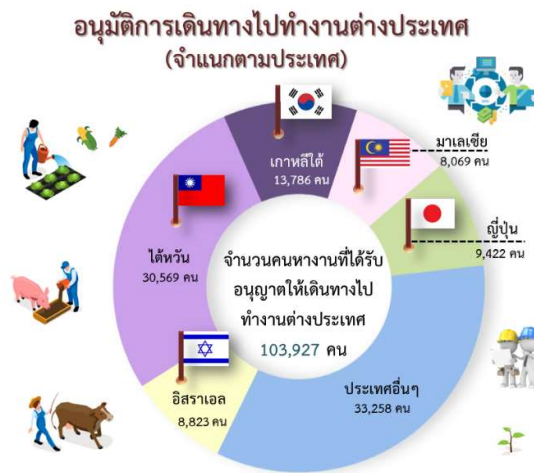 อนุมัติการเดินทางไปทำงานต่างประเทศ
(จำแนกตามประเทศ)
เกาหลีใต้
13,786 คน
มาเลเซีย
8,069 คน
ญี่ปุ่น
9,422 คน
ไต้หวัน
30,569 คน
จำนวนคนหางานที่ได้รับ
อนุญาตให้เดินทางไป
ทำงานต่างประเทศ
103,927 คน
อิสราเอล
8,823 คน
ประเทศอื่นๆ
33,258 คน